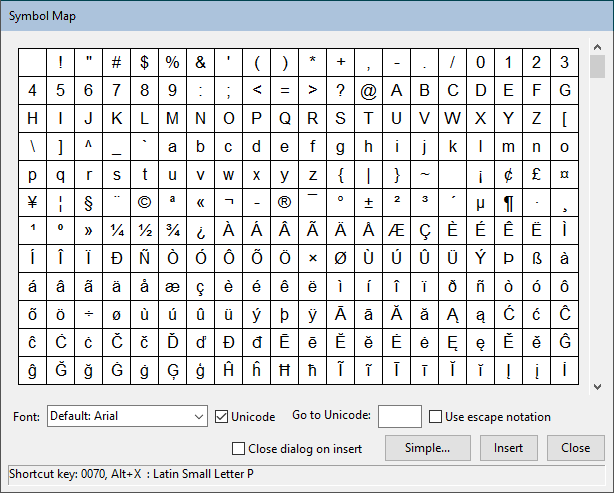 Symbol Map
! " # $ % & ' ( ) * + , - . / 0 1 2 3
4 5 6 7 8 9 : ; < = > ? @ A B C D E F G
H I J K L M N O P Q R S T U V W X Y Z [
\ ] ^ _ ` a b c d e f g h i j k l m n o
p q r s t u v w x y z { | } ~ ¡ ¢ £ ¤
¥ ¦ § ¨ © ª « ¬ - ® ¯ ° ± ² ³ ´ µ ¶ · ¸
¹ º » ¼ ½ ¾ ¿ À Á Â Ã Ä Å Æ Ç È É Ê Ë Ì
Í Î Ï Ð Ñ Ò Ó Ô Õ Ö × Ø Ù Ú Û Ü Ý Þ ß à
á â ã ä å æ ç è é ê ë ì í î ï ð ñ ò ó ô
õ ö ÷ ø ù ú û ü ý þ ÿ Ā ā Ă ă Ą ą Ć ć Ĉ
ĉ Ċ ċ Č č Ď ď Đ đ Ē ē Ĕ ĕ Ė ė Ę ę Ě ě Ĝ
ĝ Ğ ğ Ġ ġ Ģ ģ Ĥ ĥ Ħ ħ Ĩ ĩ Ī ī Ĭ ĭ Į į İ
Font: Default: Arial Unicode Go to Unicode: Use escape notation
Close dialog on insert Simple... Insert Close
Shortcut key: 0070, Alt+X : Latin Small Letter P